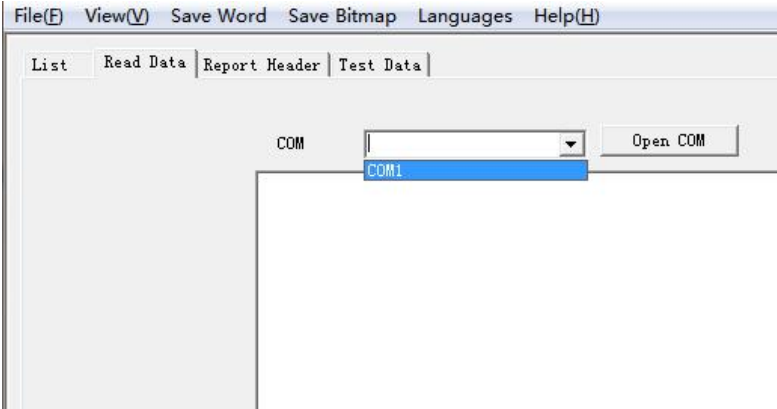 File(F) View(V) Save Word Save Bitmap Languages Help(H)
List Read Data Report Header Test Data
COM Open COM
COM1